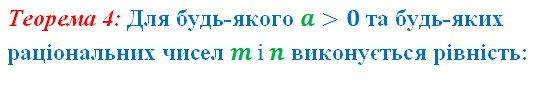 Теорема 4: Для будь-якого a > 0 та будь-яких
раціональних чисел m і n виконується рівність: